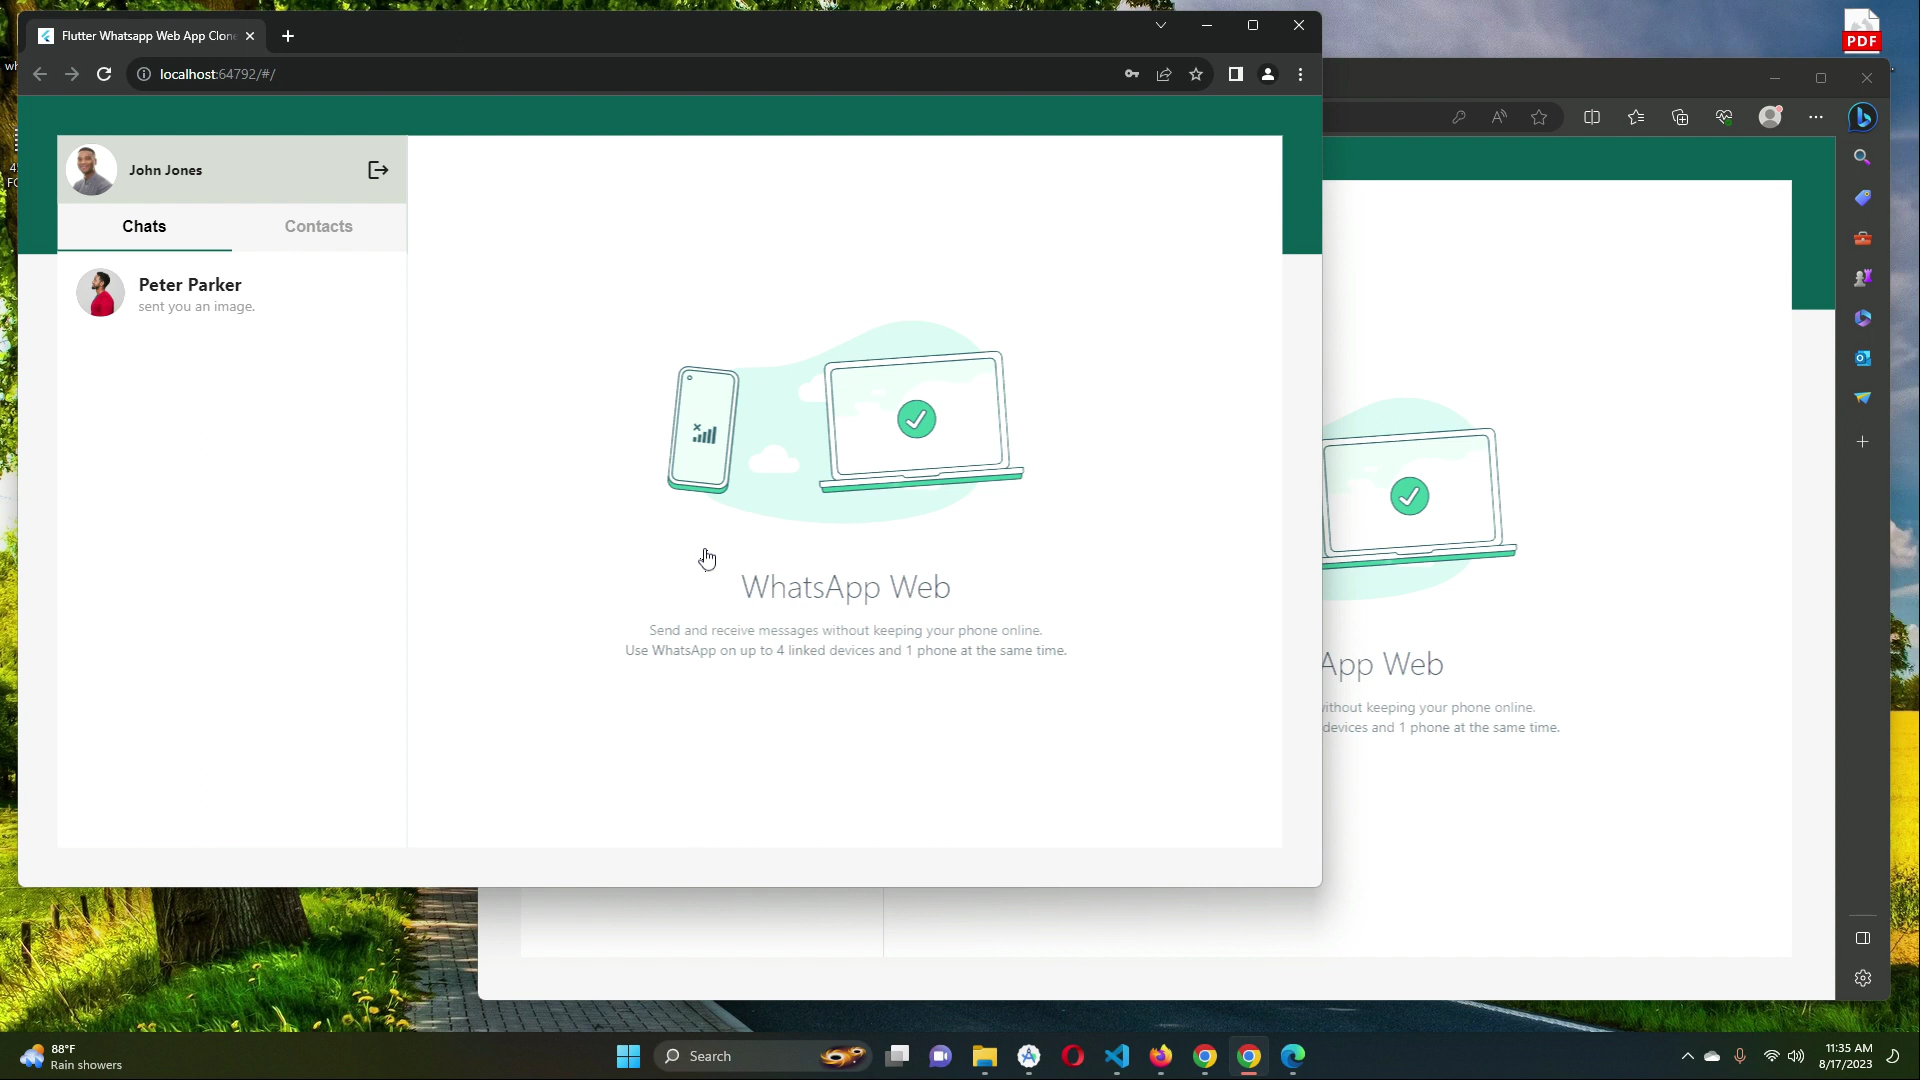 Flutter Whatsapp Web App Clone
localhost:64792/#/
PDF
John Jones
Chats
Contacts
Peter Parker
sent you an image.
WhatsApp Web
Send and receive messages without keeping your phone online.
Use WhatsApp on up to 4 linked devices and 1 phone at the same time.
App Web
without keeping your phone online.
devices and 1 phone at the same time.
88°F
Rain showers
Search
11:35 AM
8/17/2023